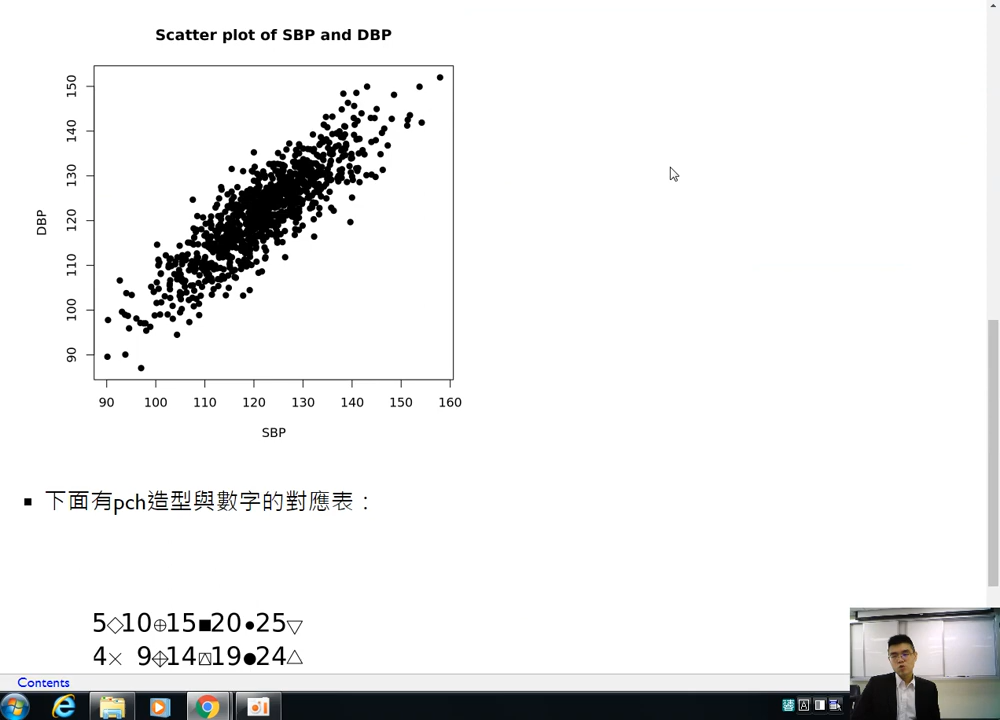 Scatter plot of SBP and DBP
150
140
130
120
110
100
90
DBP
90 100 110 120 130 140 150 160
SBP
下面有pch造型與數字的對應表：
5◇10⊕15■20●25▽
4× 9⊕14◺19●24△
Contents
A